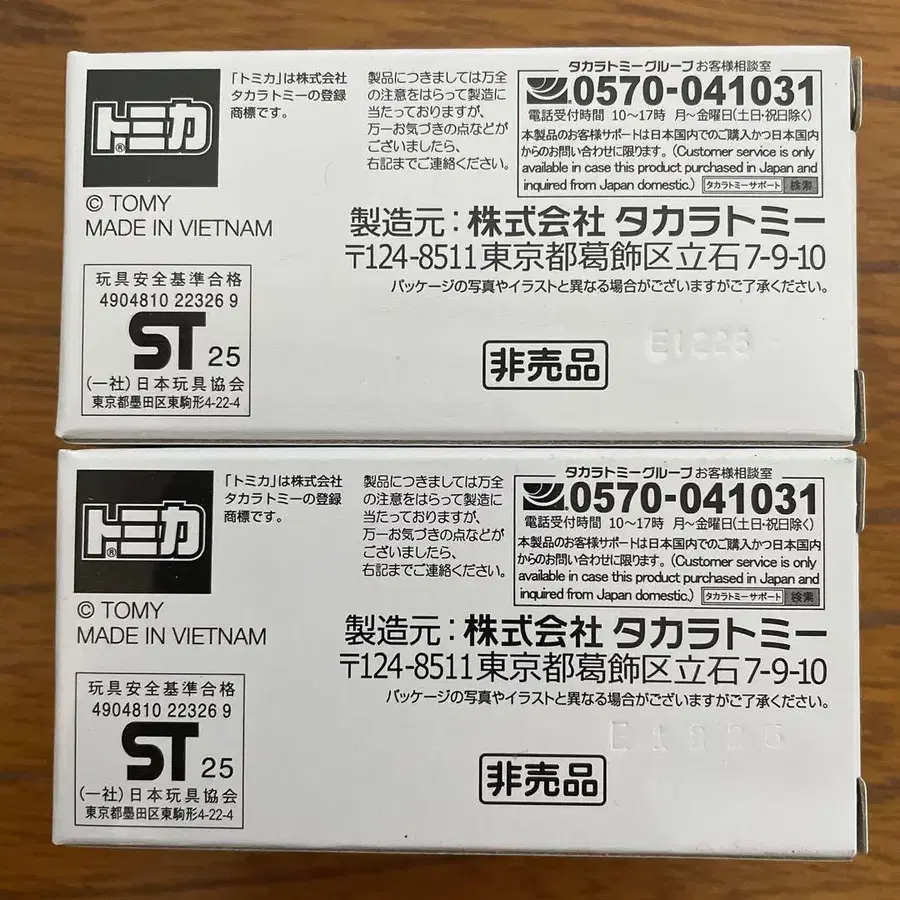 トミカ
®
© TOMY
MADE IN VIETNAM
「トミカ」は株式会社
タカラトミーの登録
商標です。
製品につきましては万全
の注意をはらって製造に
当たっておりますが、
万一お気づきの点などが
ございましたら、
右記までご連絡ください。
タカラトミーグループ お客様相談室
0570-041031
電話受付時間 10〜17時 月〜金曜日(土日・祝日除く)
本製品のお客様サポートは日本国内でのご購入かつ日本国内
からのお問い合わせに限ります。(Customer service is only
available in case this product purchased in Japan and
inquired from Japan domestic.) タカラトミーサポート 検索
製造元:株式会社 タカラトミー
〒124-8511 東京都葛飾区立石7-9-10
パッケージの写真やイラストと異なる場合がございますがご了承ください。
玩具安全基準合格
4904810 22326 9
ST 25
(一社)日本玩具協会
東京都墨田区東駒形4-22-4
非売品
E1225
トミカ
®
© TOMY
MADE IN VIETNAM
「トミカ」は株式会社
タカラトミーの登録
商標です。
製品につきましては万全
の注意をはらって製造に
当たっておりますが、
万一お気づきの点などが
ございましたら、
右記までご連絡ください。
タカラトミーグループ お客様相談室
0570-041031
電話受付時間 10〜17時 月〜金曜日(土日・祝日除く)
本製品のお客様サポートは日本国内でのご購入かつ日本国内
からのお問い合わせに限ります。(Customer service is only
available in case this product purchased in Japan and
inquired from Japan domestic.) タカラトミーサポート 検索
製造元:株式会社 タカラトミー
〒124-8511 東京都葛飾区立石7-9-10
パッケージの写真やイラストと異なる場合がございますがご了承ください。
玩具安全基準合格
4904810 22326 9
ST 25
(一社)日本玩具協会
東京都墨田区東駒形4-22-4
非売品